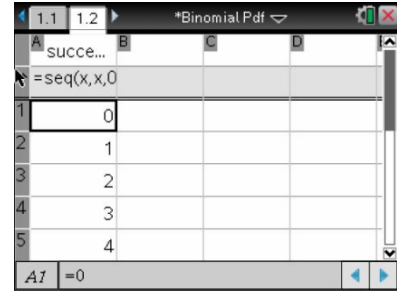 1.1 1.2 *Binomial Pdf
A succe... B C D
=seq(x,x,0
1 0
2 1
3 2
4 3
5 4
A1 =0